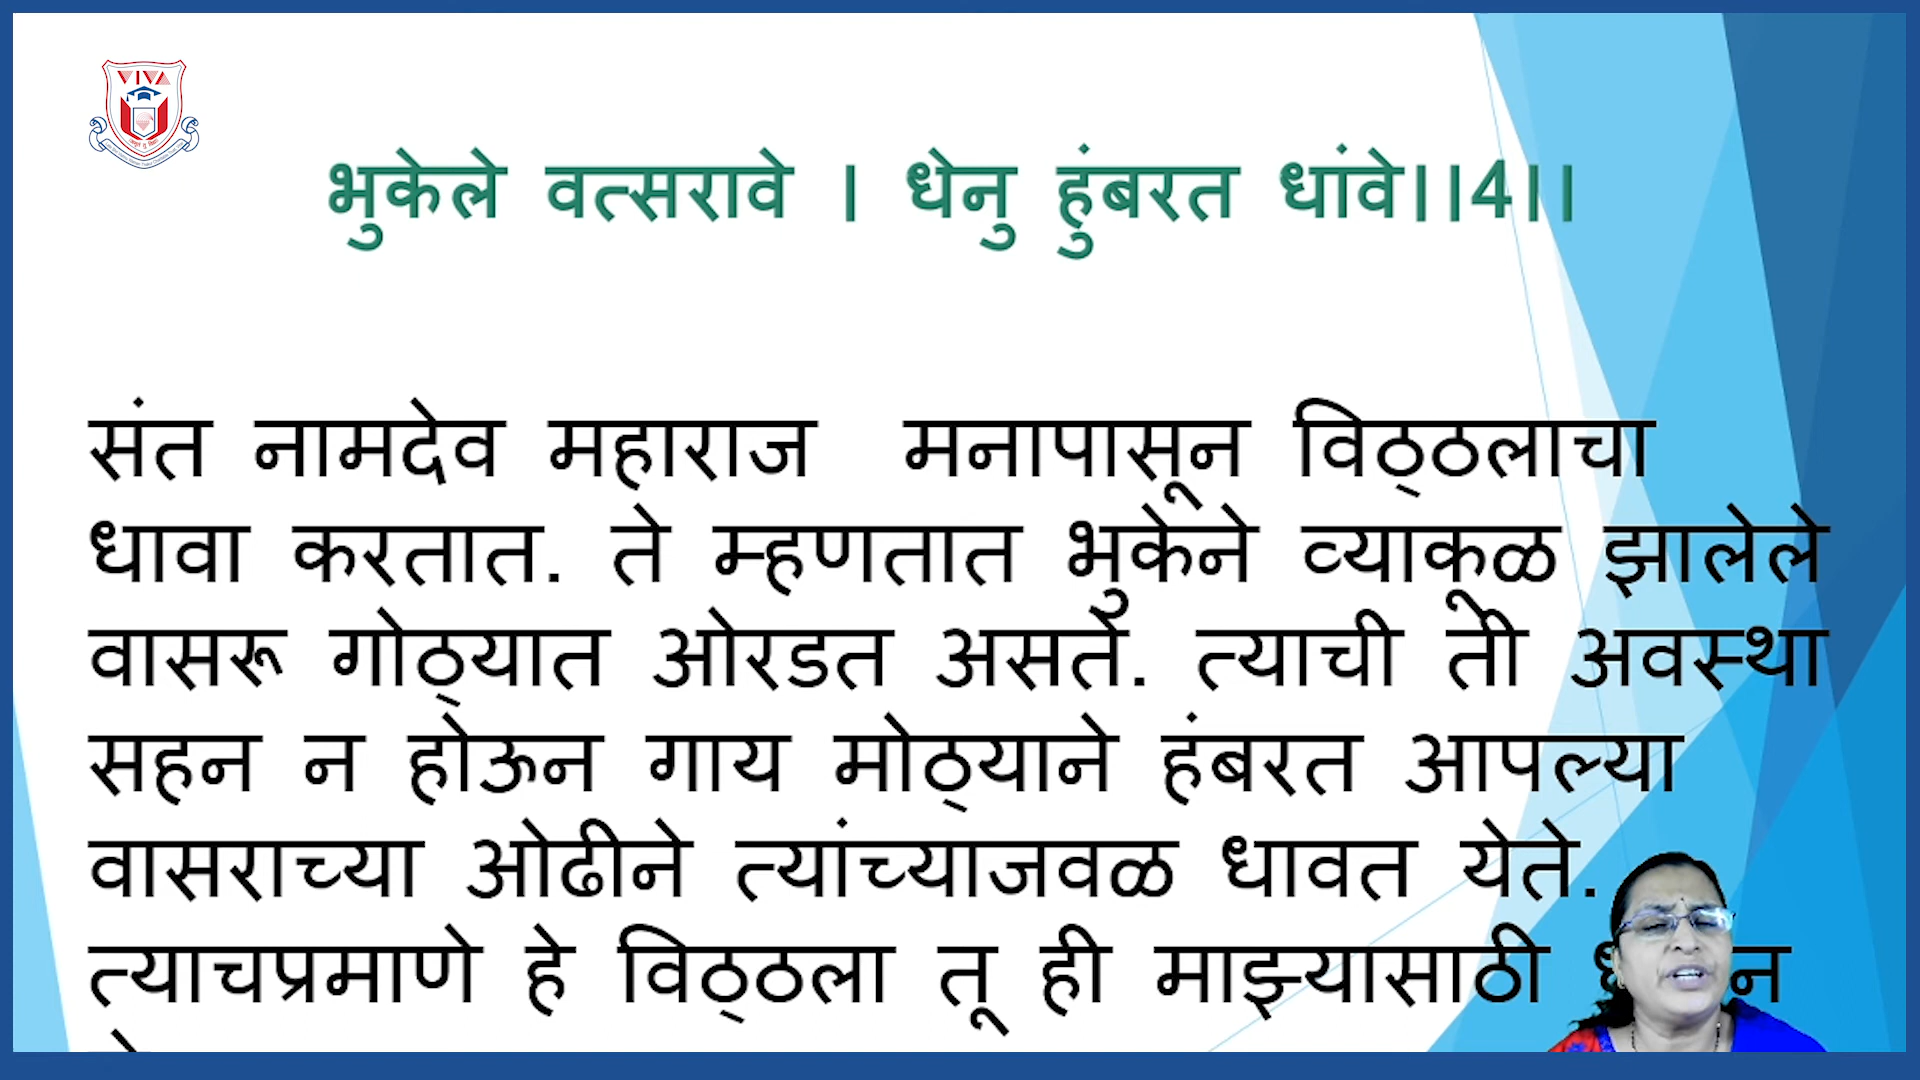 VIVA
भुकेले वत्सरावे । धेनु हुंबरत धांवे।।4।।
संत नामदेव महाराज मनापासून विठ्ठलाचा
धावा करतात. ते म्हणतात भुकेने व्याकूळ झालेले
वासरू गोठ्यात ओरडत असते. त्याची ती अवस्था
सहन न होऊन गाय मोठ्याने हंबरत आपल्या
वासराच्या ओढीने त्यांच्याजवळ धावत येते.
त्याचप्रमाणे हे विठ्ठला तू ही माझ्यासाठी